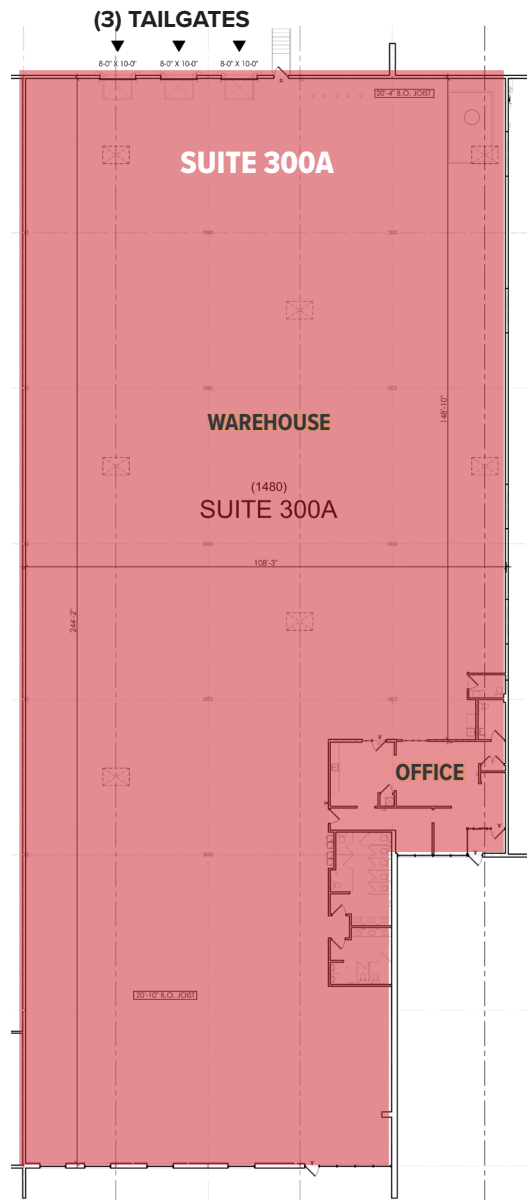 (3) TAILGATES
8-0" X 10-0" 8-0" X 10-0" 8-0" X 10-0"
20'-4" B.O. JOIST
SUITE 300A
148'-10"
WAREHOUSE
(1480)
SUITE 300A
108'-3"
244'-2"
OFFICE
20'-10" B.O. JOIST